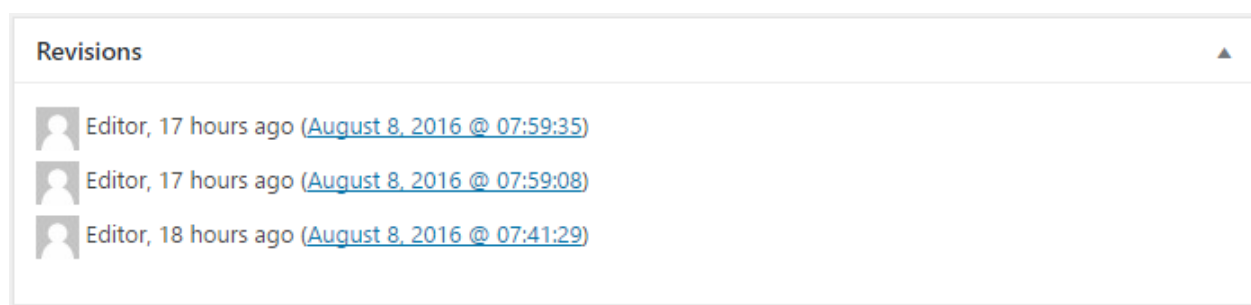 Revisions
Editor, 17 hours ago (August 8, 2016 @ 07:59:35)
Editor, 17 hours ago (August 8, 2016 @ 07:59:08)
Editor, 18 hours ago (August 8, 2016 @ 07:41:29)